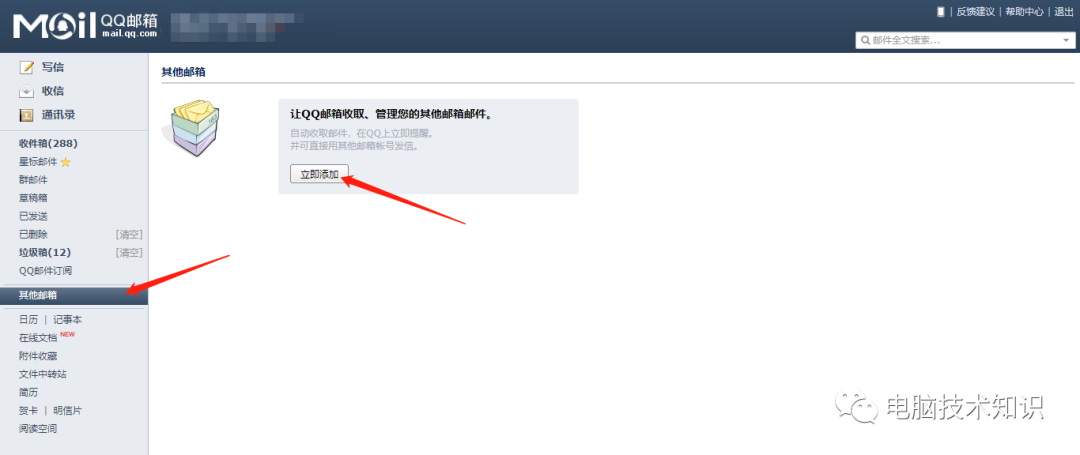 MAil QQ邮箱
mail.qq.com
反馈建议 | 帮助中心 | 退出
邮件全文搜索...
写信
收信
通讯录
收件箱(288)
星标邮件
群邮件
草稿箱
已发送
已删除 [清空]
垃圾箱(12) [清空]
QQ邮件订阅
其他邮箱
日历 | 记事本
在线文档 NEW
附件收藏
文件中转站
简历
贺卡 | 明信片
阅读空间
其他邮箱
让QQ邮箱收取、管理您的其他邮箱邮件。
自动收取邮件，在QQ上立即提醒。
并可直接用其他邮箱帐号发信。
立即添加
电脑技术知识